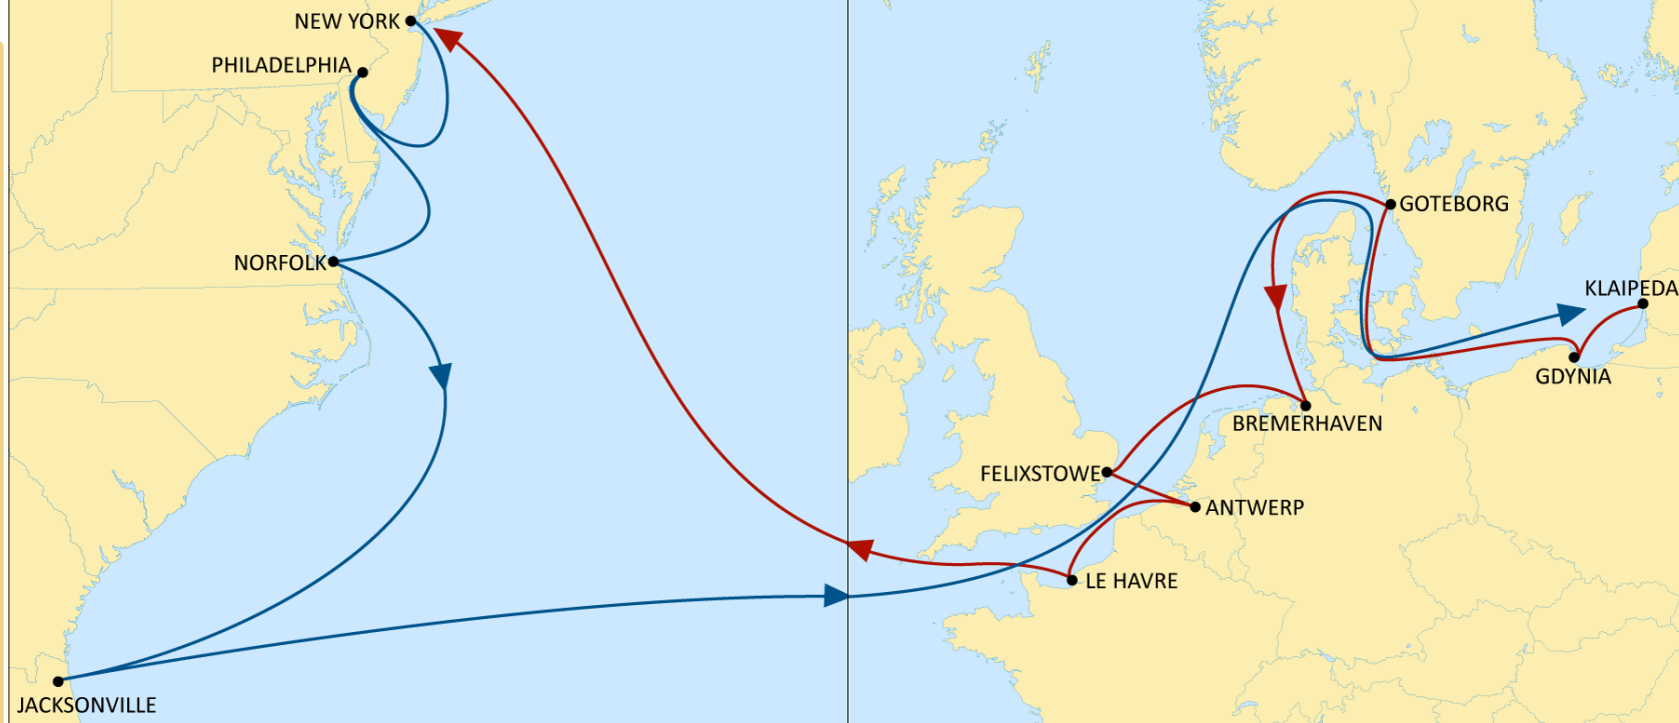 NEW YORK
PHILADELPHIA
NORFOLK
JACKSONVILLE
GOTEBORG
KLAIPEDA
GDYNIA
BREMERHAVEN
FELIXSTOWE
ANTWERP
LE HAVRE